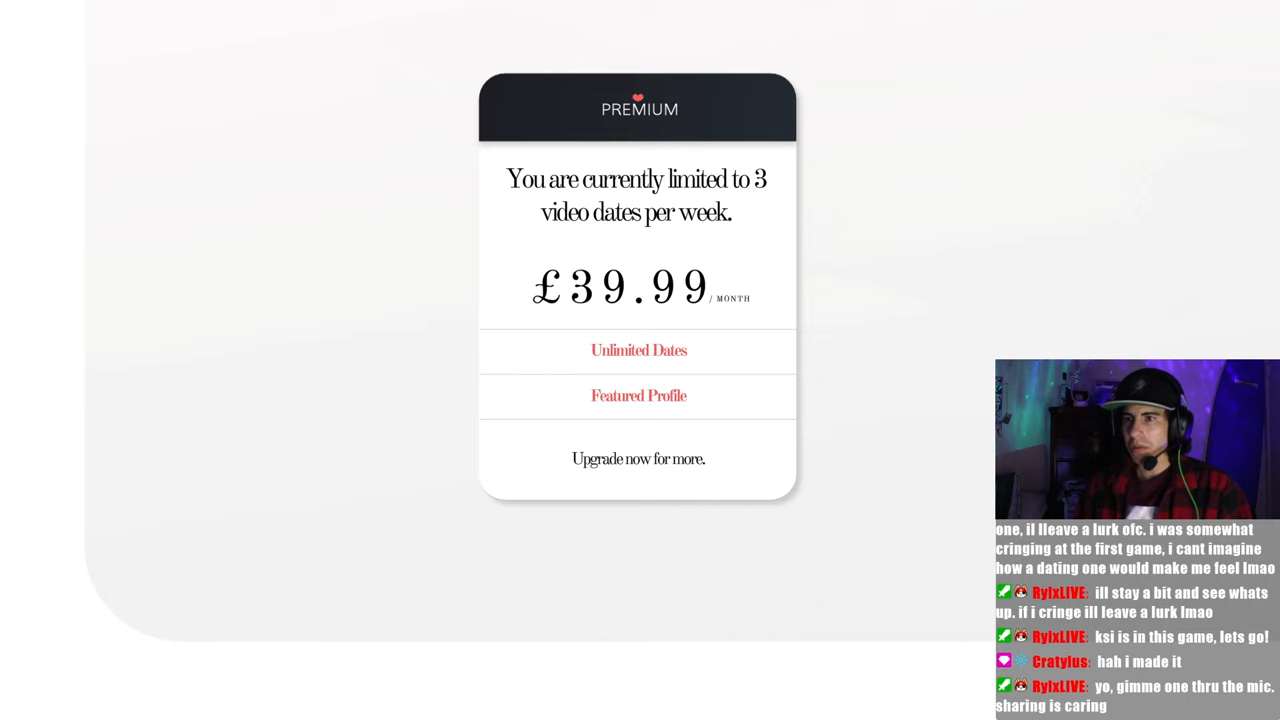 PREMIUM
You are currently limited to 3
video dates per week.
£39.99 / MONTH
Unlimited Dates
Featured Profile
Upgrade now for more.
one, il lleave a lurk ofc. i was somewhat
cringing at the first game, i cant imagine
how a dating one would make me feel lmao
RylxLIVE: ill stay a bit and see whats
up. if i cringe ill leave a lurk lmao
RylxLIVE: ksi is in this game, lets go!
Cratylus: hah i made it
RylxLIVE: yo, gimme one thru the mic.
sharing is caring